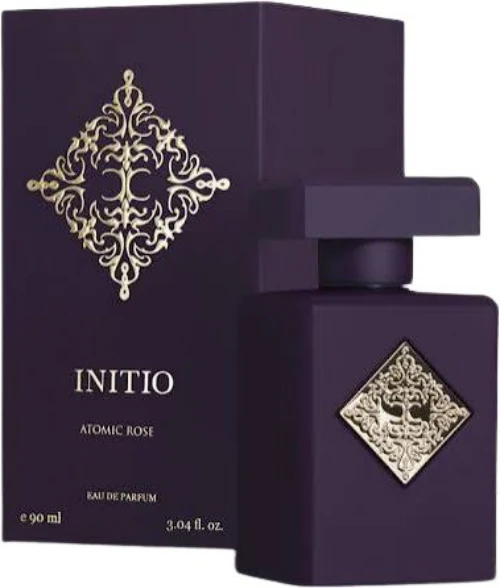 INITIO
ATOMIC ROSE
EAU DE PARFUM
e 90 ml 3.04 fl. oz.